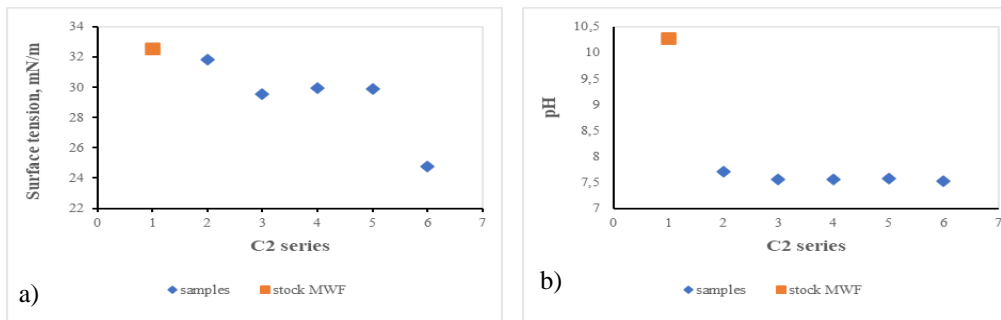 Surface tension, mN/m
34
32
30
28
26
24
22
0 1 2 3 4 5 6 7
C2 series
samples stock MWF
a)
pH
10,5
10
9,5
9
8,5
8
7,5
7
0 1 2 3 4 5 6 7
C2 series
samples stock MWF
b)